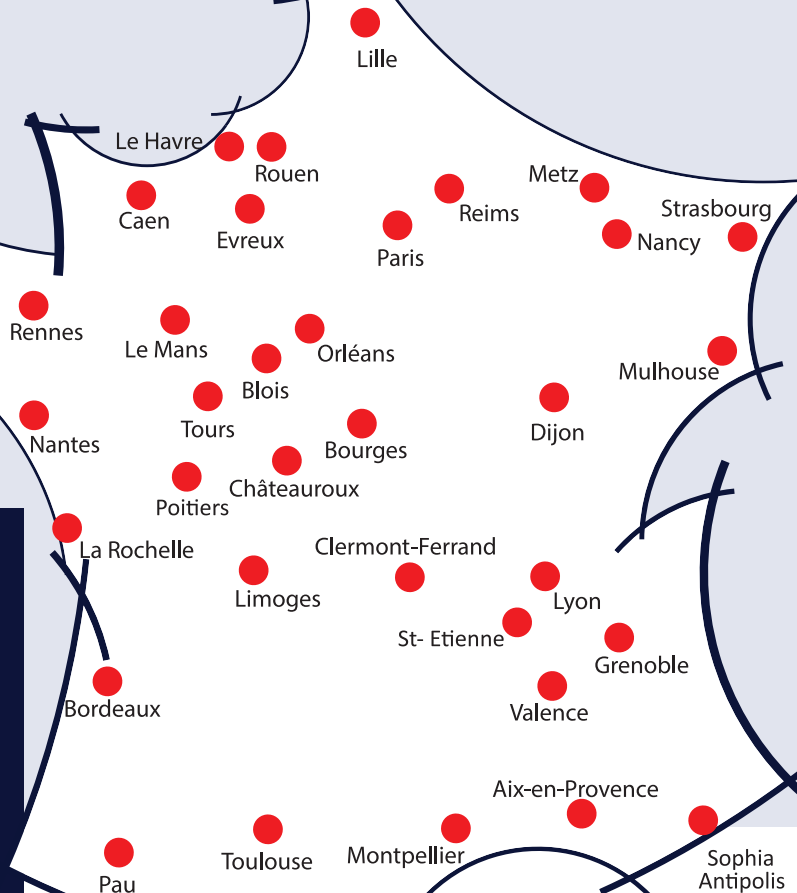 Lille
Le Havre
Rouen
Metz
Reims
Strasbourg
Caen
Evreux
Nancy
Paris
Rennes
Le Mans
Orléans
Mulhouse
Blois
Tours
Dijon
Nantes
Bourges
Châteauroux
Poitiers
La Rochelle
Clermont-Ferrand
Limoges
Lyon
St- Etienne
Grenoble
Bordeaux
Valence
Aix-en-Provence
Toulouse
Montpellier
Sophia
Antipolis
Pau